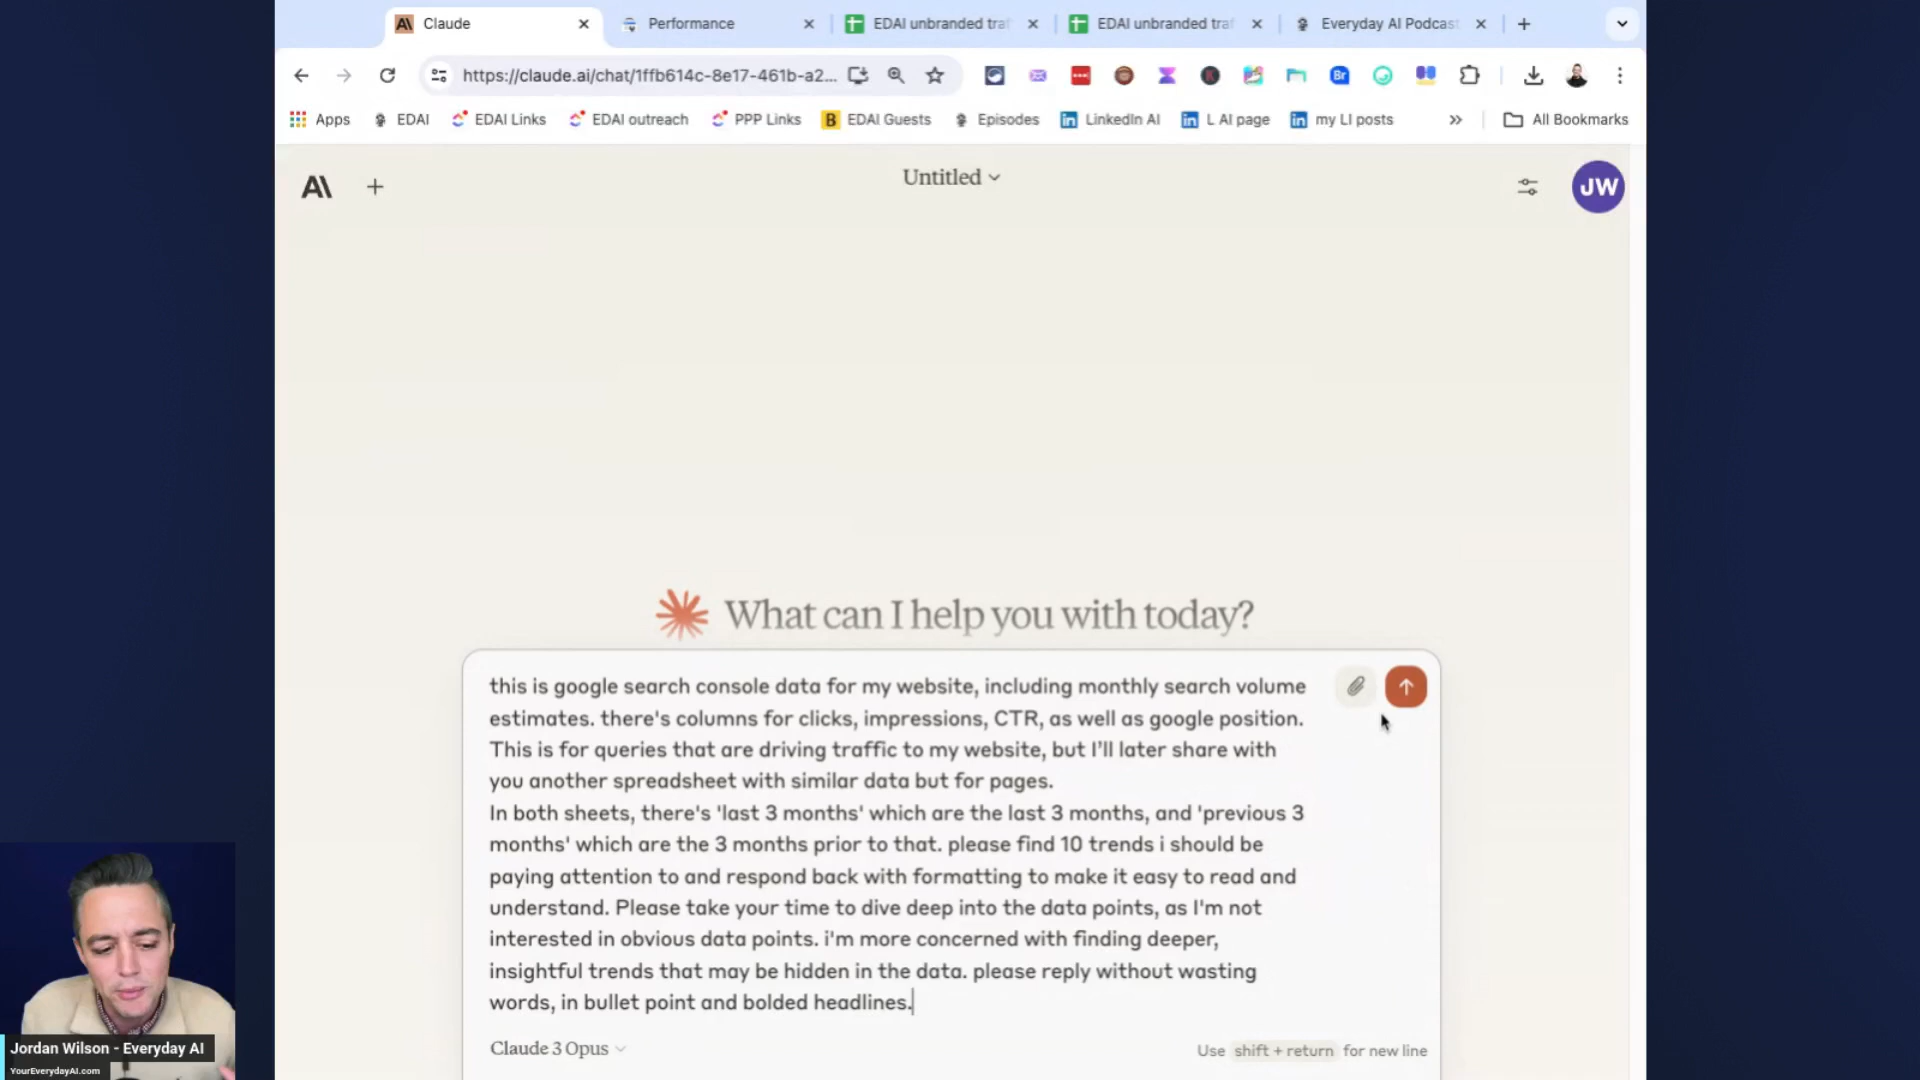 Claude
Performance
EDAI unbranded tra
EDAI unbranded traf
Everyday AI Podcast
https://claude.ai/chat/1ffb614c-8e17-461b-a2...
Br
Apps
EDAI
EDAI Links
EDAI outreach
PPP Links
B
EDAI Guests
Episodes
in
LinkedIn AI
in
L AI page
in
my LI posts
All Bookmarks
Untitled
JW
What can I help you with today?
this is google search console data for my website, including monthly search volume
estimates. there's columns for clicks, impressions, CTR, as well as google position.
This is for queries that are driving traffic to my website, but I'll later share with
you another spreadsheet with similar data but for pages.
In both sheets, there's 'last 3 months' which are the last 3 months, and 'previous 3
months' which are the 3 months prior to that. please find 10 trends i should be
paying attention to and respond back with formatting to make it easy to read and
understand. Please take your time to dive deep into the data points, as I'm not
interested in obvious data points. i'm more concerned with finding deeper,
insightful trends that may be hidden in the data. please reply without wasting
words, in bullet point and bolded headlines.
Claude 3 Opus
Use shift + return for new line
Jordan Wilson - Everyday AI
YourEverydayAI.com